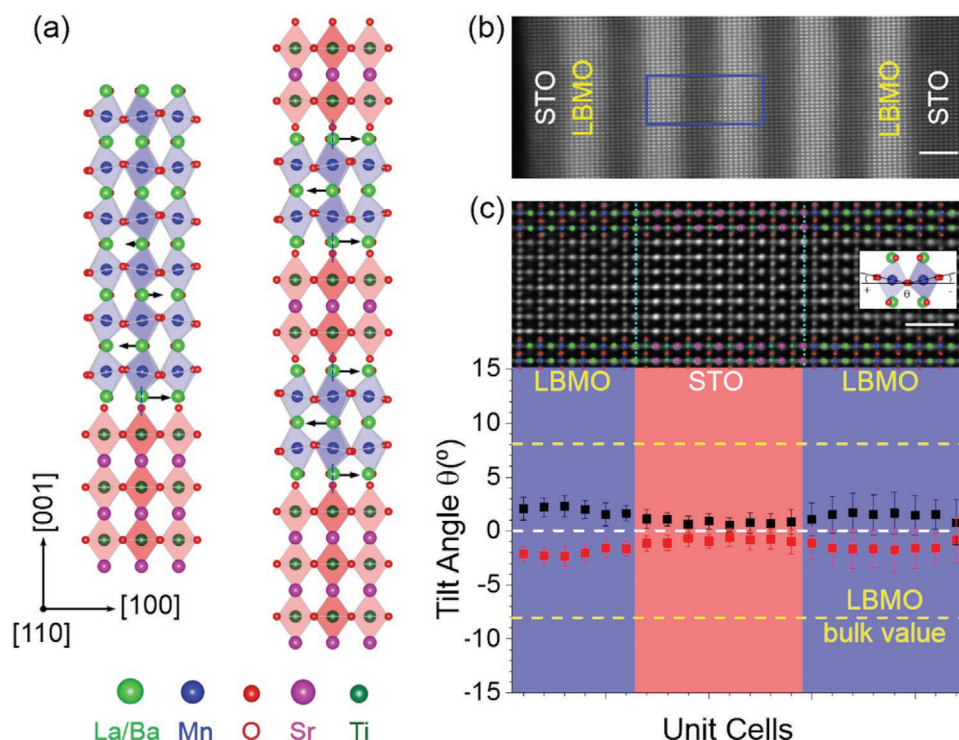 (a)
[001]
[100]
[110]
La/Ba Mn O Sr Ti
(b)
STO
LBMO
LBMO
STO
(c)
+ θ -
15
10
5
0
-5
-10
-15
Tilt Angle θ(º)
LBMO STO LBMO
LBMO
bulk value
Unit Cells